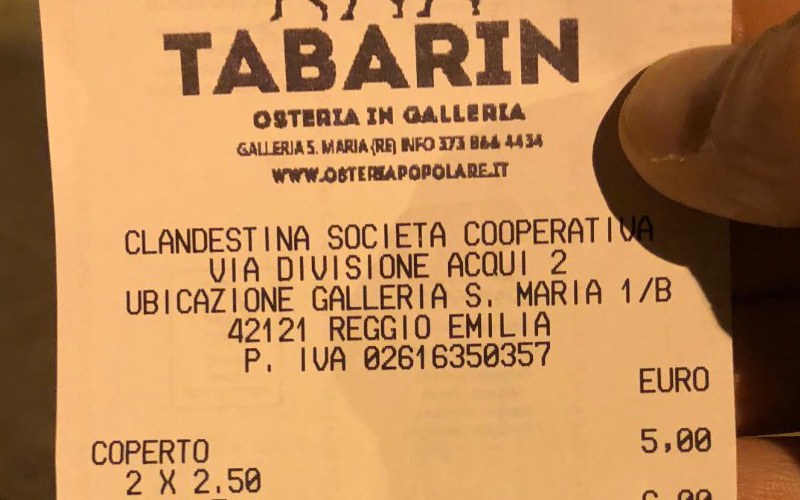 TABARIN
OSTERIA IN GALLERIA
GALLERIA S. MARIA (RE) INFO 373 866 4434
WWW.OSTERIAPOPOLARE.IT
CLANDESTINA SOCIETA COOPERATIVA
VIA DIVISIONE ACQUI 2
UBICAZIONE GALLERIA S. MARIA 1/B
42121 REGGIO EMILIA
P. IVA 02616350357
EURO
COPERTO 5,00
2 X 2.50